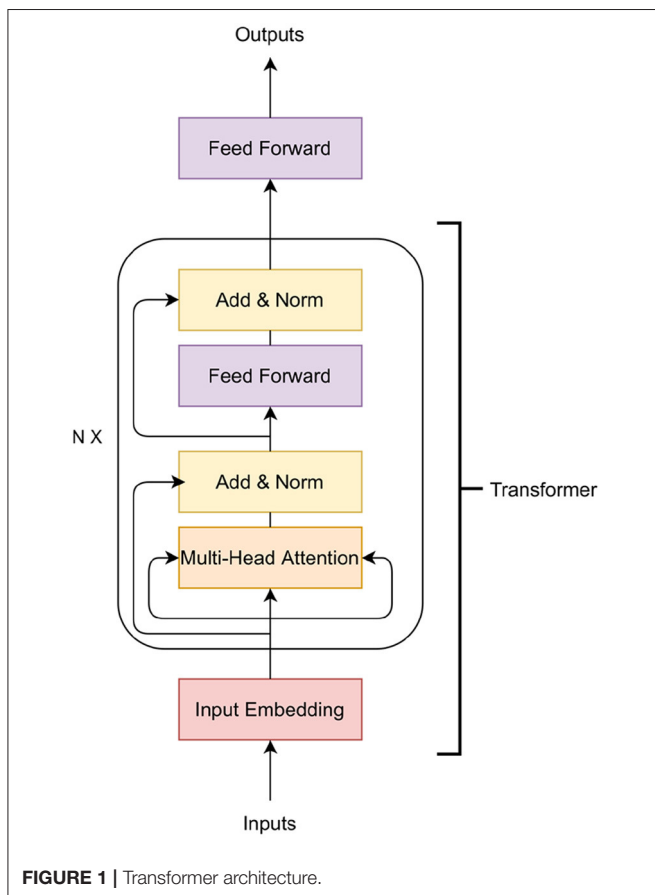 Outputs
Feed Forward
Add & Norm
Feed Forward
N X
Add & Norm
Transformer
Multi-Head Attention
Input Embedding
Inputs
FIGURE 1 | Transformer architecture.